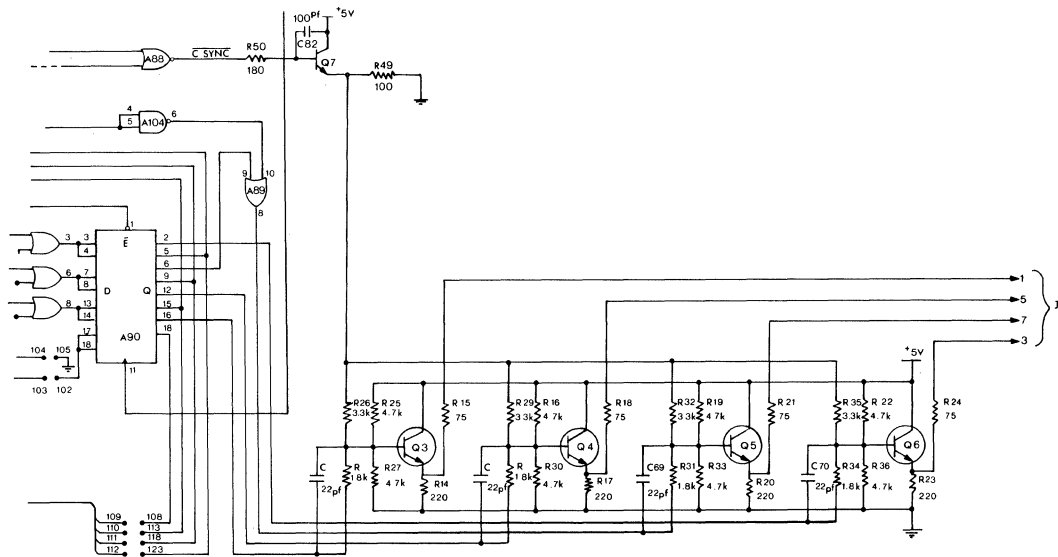 100 pf
+5V
C82
A88
C SYNC
R50
180
Q7
R49
100
4
5
A104
6
9
10
A89
8
1
3
3
4
E
2
5
6
6
7
8
D
Q
9
12
8
13
14
15
16
17
18
A90
18
11
104
105
103
102
1
5
7
3
+5V
R26
3.3k
R25
4.7k
R15
75
R29
3.3k
R16
4.7k
R18
75
R32
3.3k
R19
4.7k
R21
75
R35
3.3k
R22
4.7k
R24
75
Q3
Q4
Q5
Q6
C
22pf
R
1.8k
R27
4.7k
R14
220
C
22pf
R
1.8k
R30
4.7k
R17
220
C69
22pf
R31
1.8k
R33
4.7k
R20
220
C70
22pf
R34
1.8k
R36
4.7k
R23
220
109
108
110
113
111
118
112
123